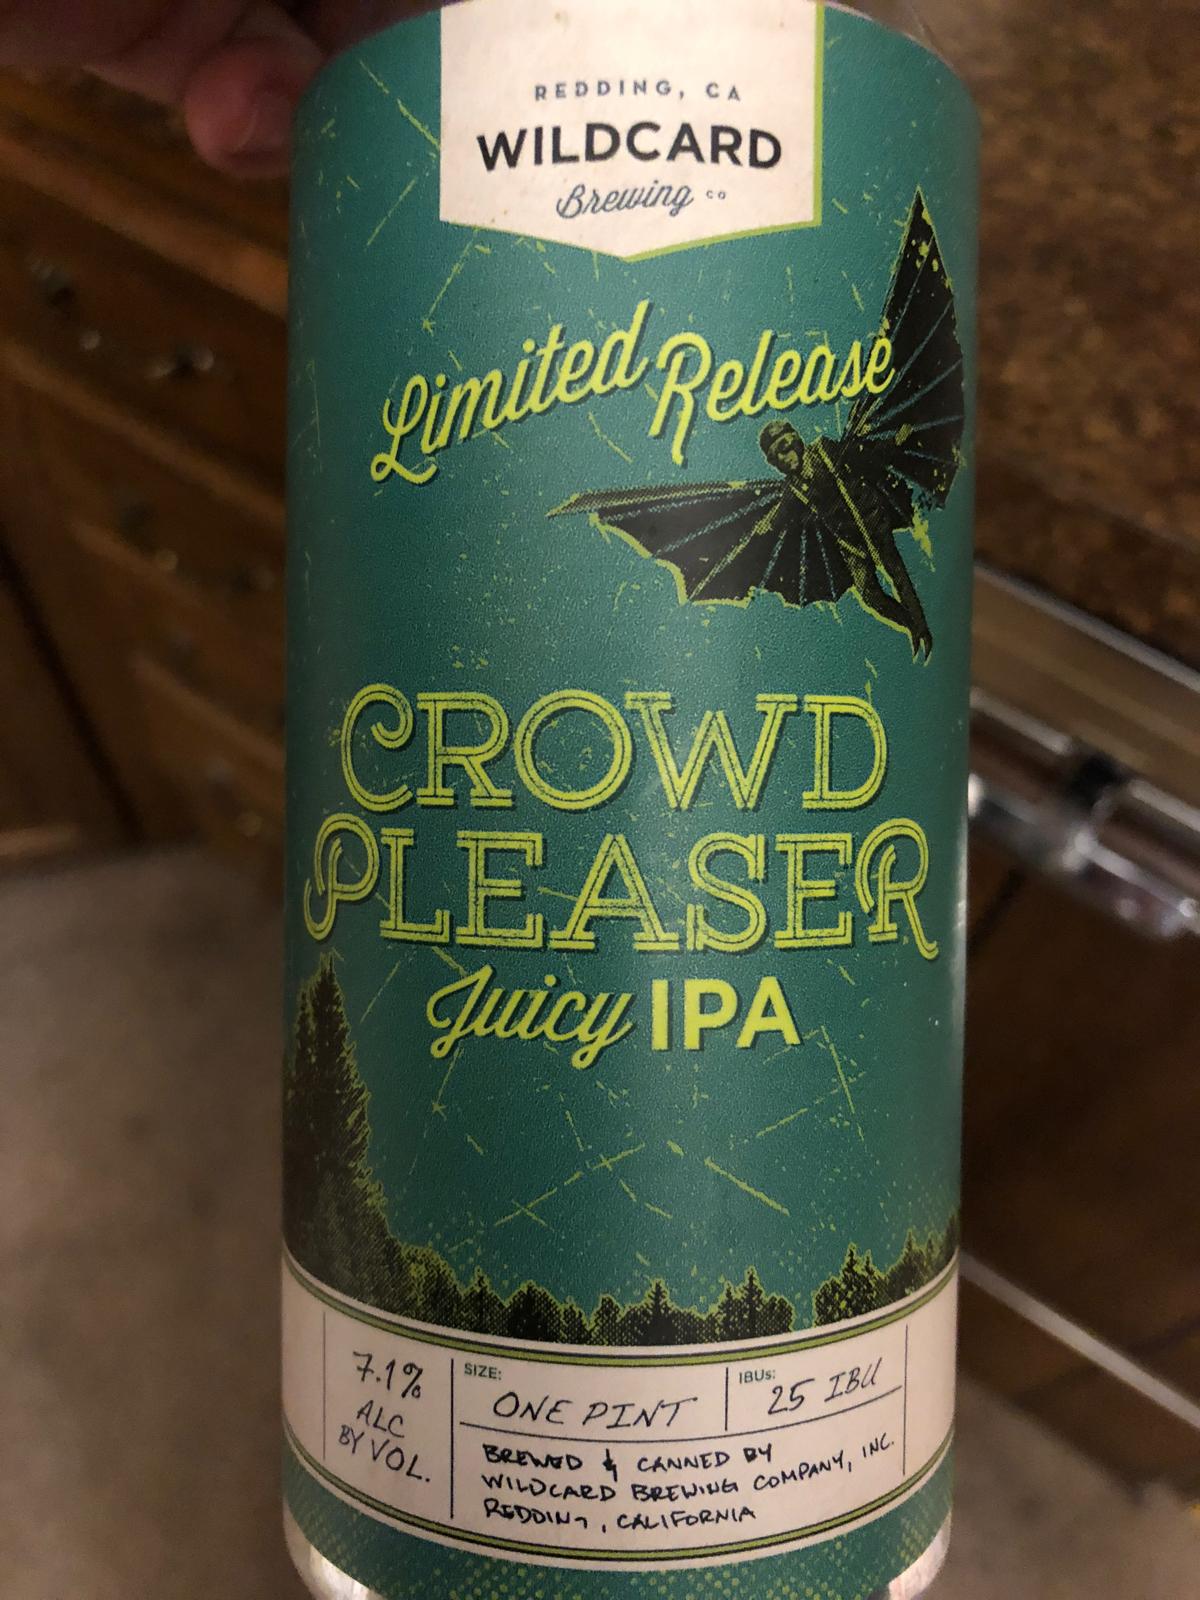 REDDING, CA
WILDCARD
Brewing CO
Limited Release
CROWD
PLEASER
Juicy IPA
7.1%
ALC
BY VOL.
SIZE:
ONE PINT
IBUs:
25 IBU
BREWED & CANNED BY
WILDCARD BREWING COMPANY, INC.
REDDING, CALIFORNIA